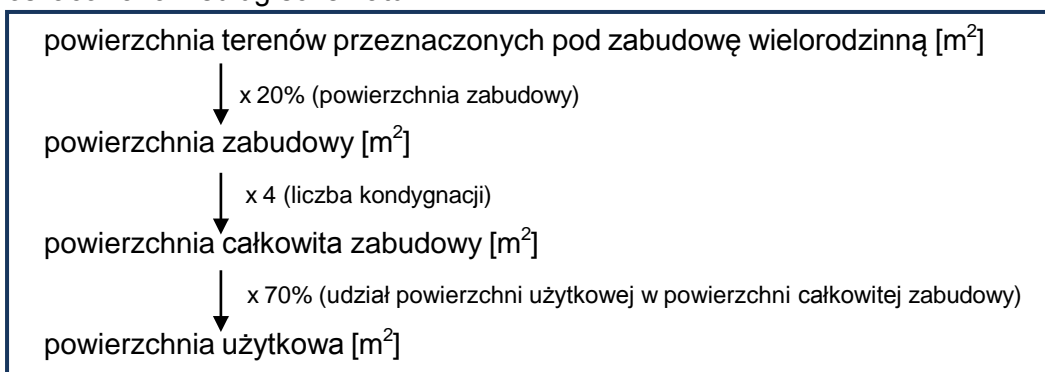 powierzchnia terenów przeznaczonych pod zabudowę wielorodzinną [m²]
x 20% (powierzchnia zabudowy)
powierzchnia zabudowy [m²]
x 4 (liczba kondygnacji)
powierzchnia całkowita zabudowy [m²]
x 70% (udział powierzchni użytkowej w powierzchni całkowitej zabudowy)
powierzchnia użytkowa [m²]